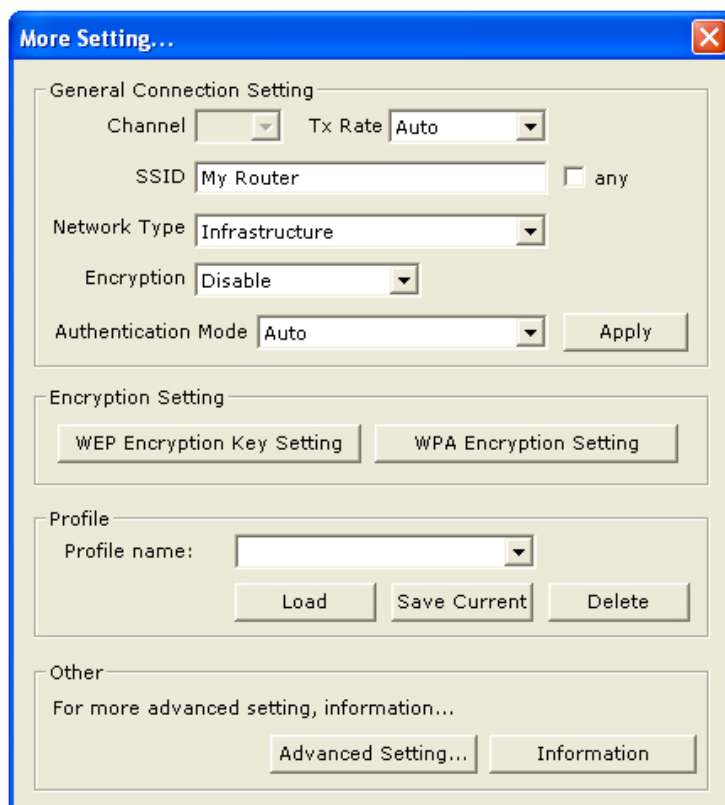 More Setting...
General Connection Setting
Channel Tx Rate Auto
SSID My Router any
Network Type Infrastructure
Encryption Disable
Authentication Mode Auto Apply
Encryption Setting
WEP Encryption Key Setting WPA Encryption Setting
Profile
Profile name:
Load Save Current Delete
Other
For more advanced setting, information...
Advanced Setting... Information